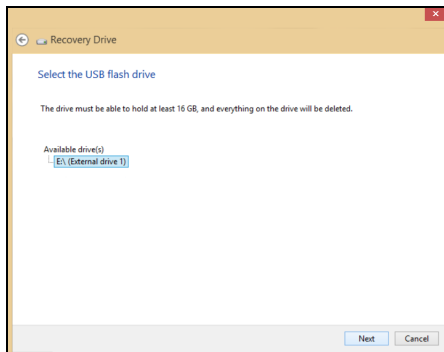 Recovery Drive
Select the USB flash drive
The drive must be able to hold at least 16 GB, and everything on the drive will be deleted.
Available drive(s)
E:\ (External drive 1)
Next Cancel